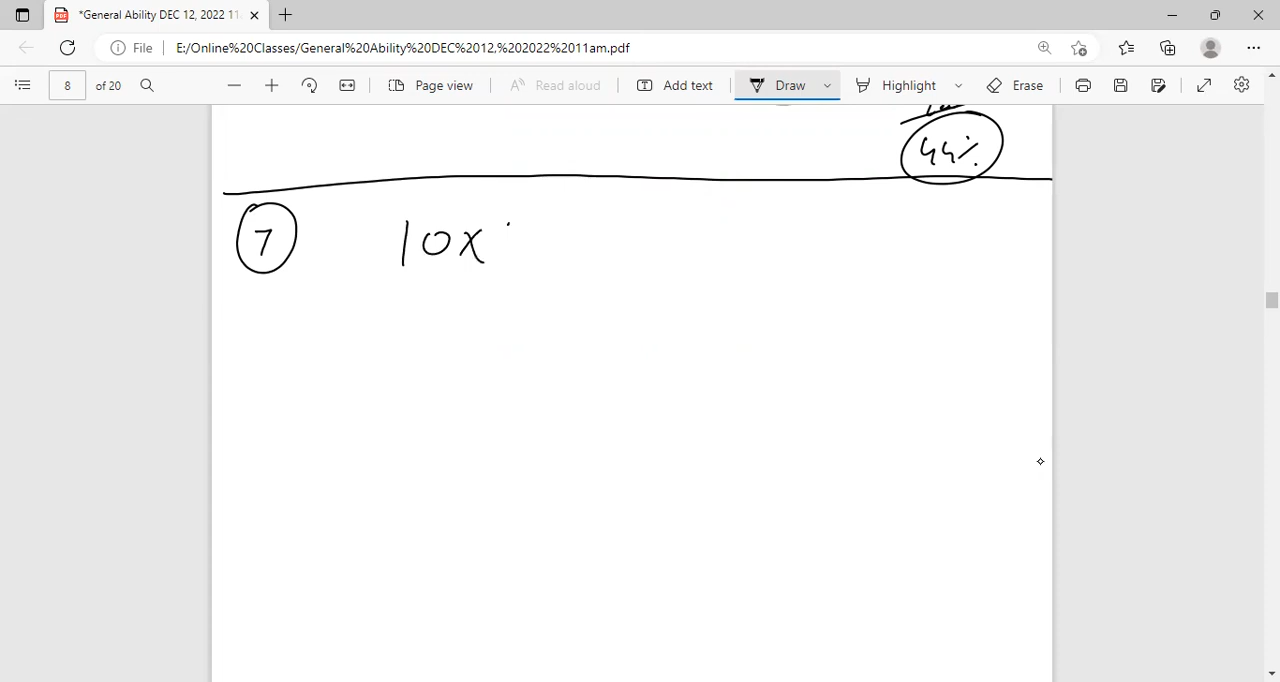 *General Ability DEC 12, 2022 11
File E:/Online%20Classes/General%20Ability%20DEC%2012,%202022%2011am.pdf
8 of 20 Page view Read aloud Add text Draw Highlight Erase
44%
7 10x